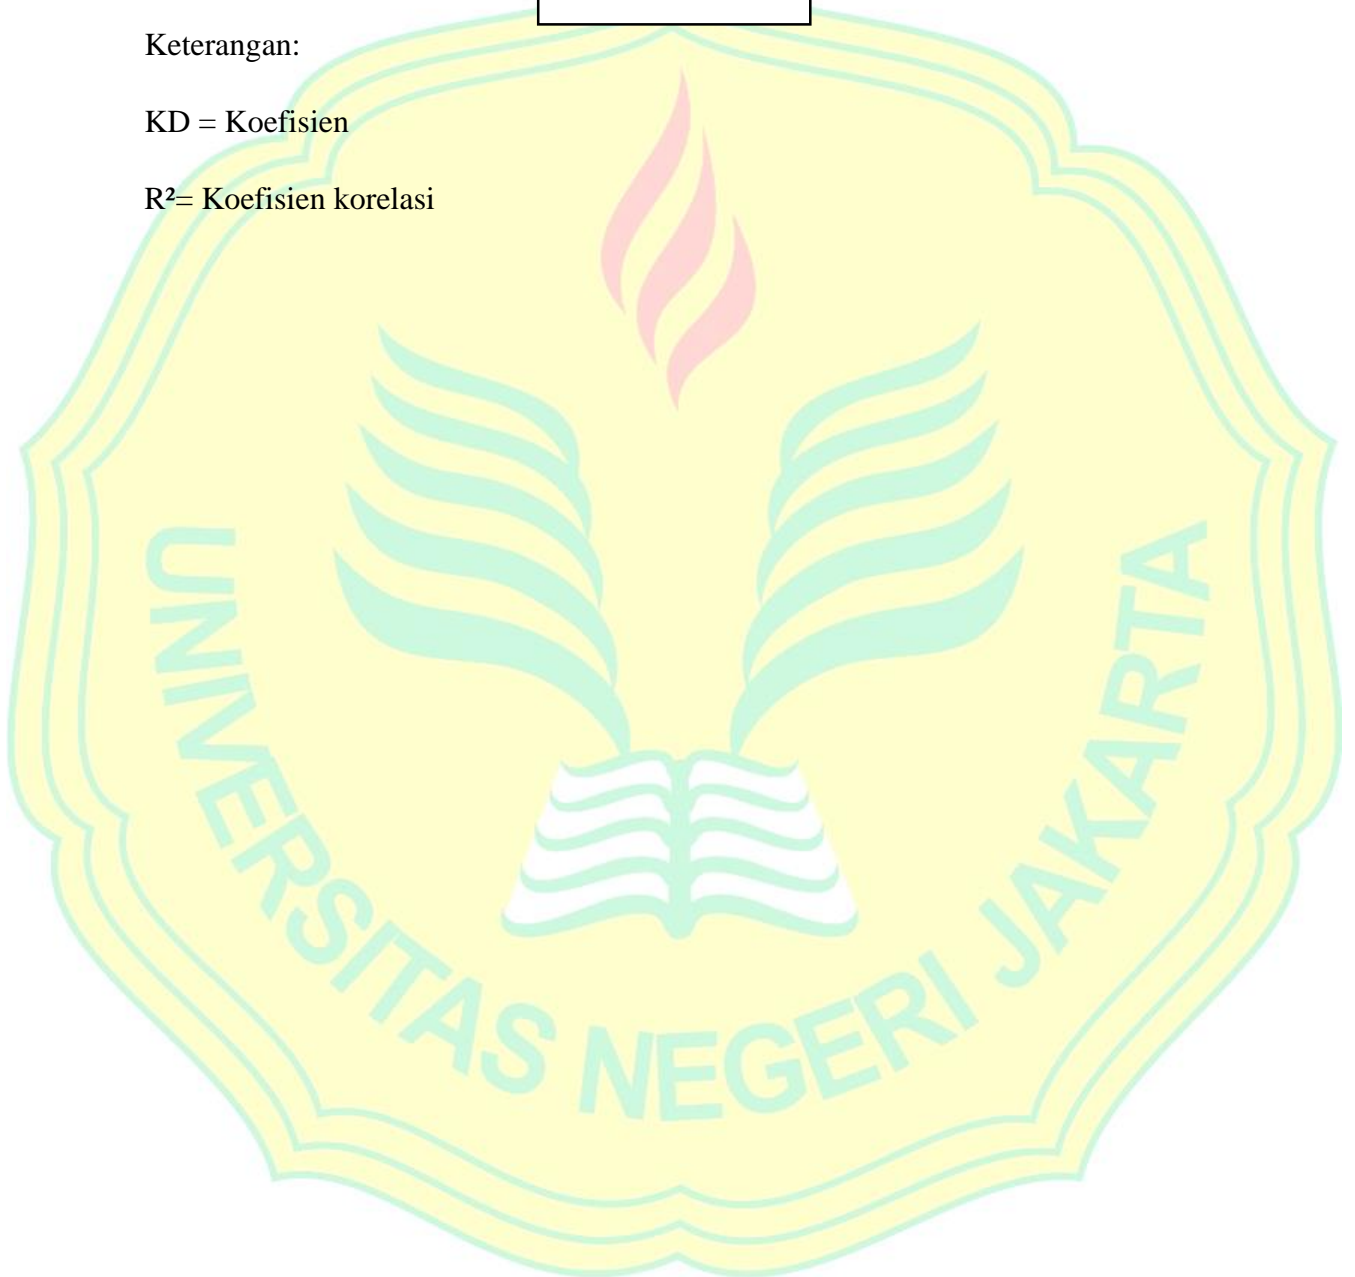 Keterangan:
KD = Koefisien
R²= Koefisien korelasi
UNIVERSITAS NEGERI JAKARTA